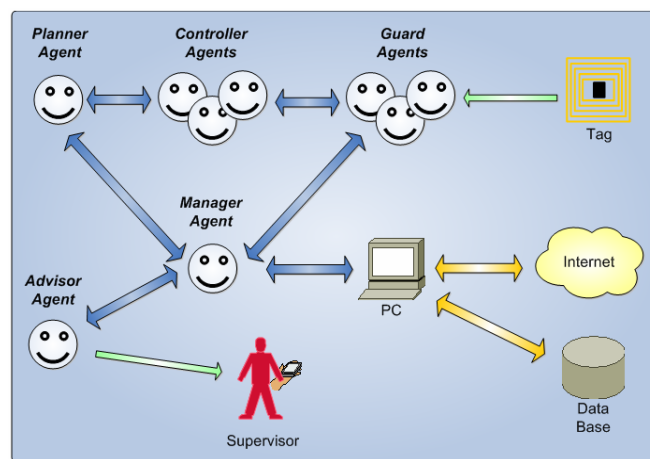 Planner
Agent
Controller
Agents
Guard
Agents
Tag
Manager
Agent
Advisor
Agent
PC
Internet
Supervisor
Data
Base